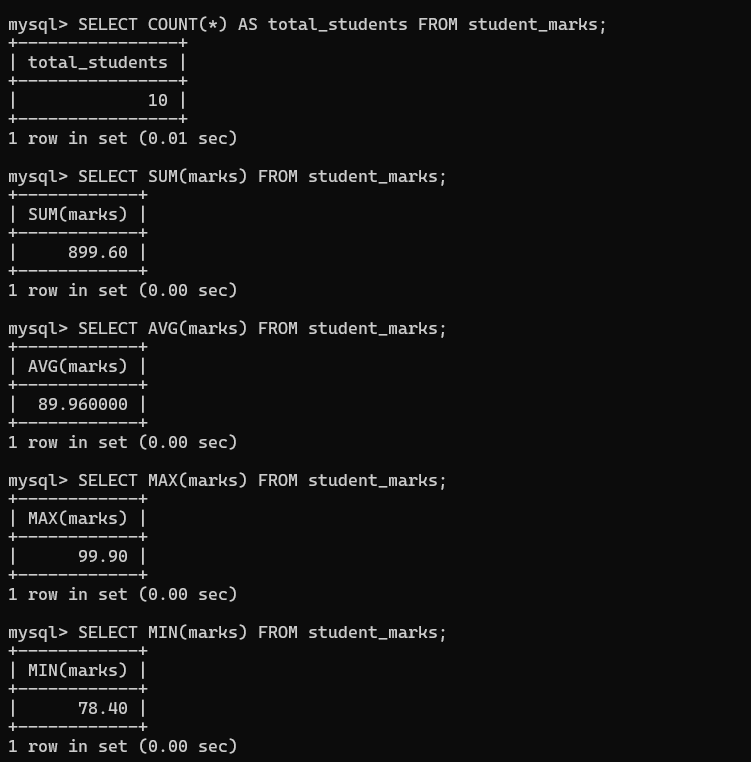 mysql> SELECT COUNT(*) AS total_students FROM student_marks;
+----------------+
| total_students |
+----------------+
|             10 |
+----------------+
1 row in set (0.01 sec)

mysql> SELECT SUM(marks) FROM student_marks;
+------------+
| SUM(marks) |
+------------+
|     899.60 |
+------------+
1 row in set (0.00 sec)

mysql> SELECT AVG(marks) FROM student_marks;
+------------+
| AVG(marks) |
+------------+
|  89.960000 |
+------------+
1 row in set (0.00 sec)

mysql> SELECT MAX(marks) FROM student_marks;
+------------+
| MAX(marks) |
+------------+
|      99.90 |
+------------+
1 row in set (0.00 sec)

mysql> SELECT MIN(marks) FROM student_marks;
+------------+
| MIN(marks) |
+------------+
|      78.40 |
+------------+
1 row in set (0.00 sec)